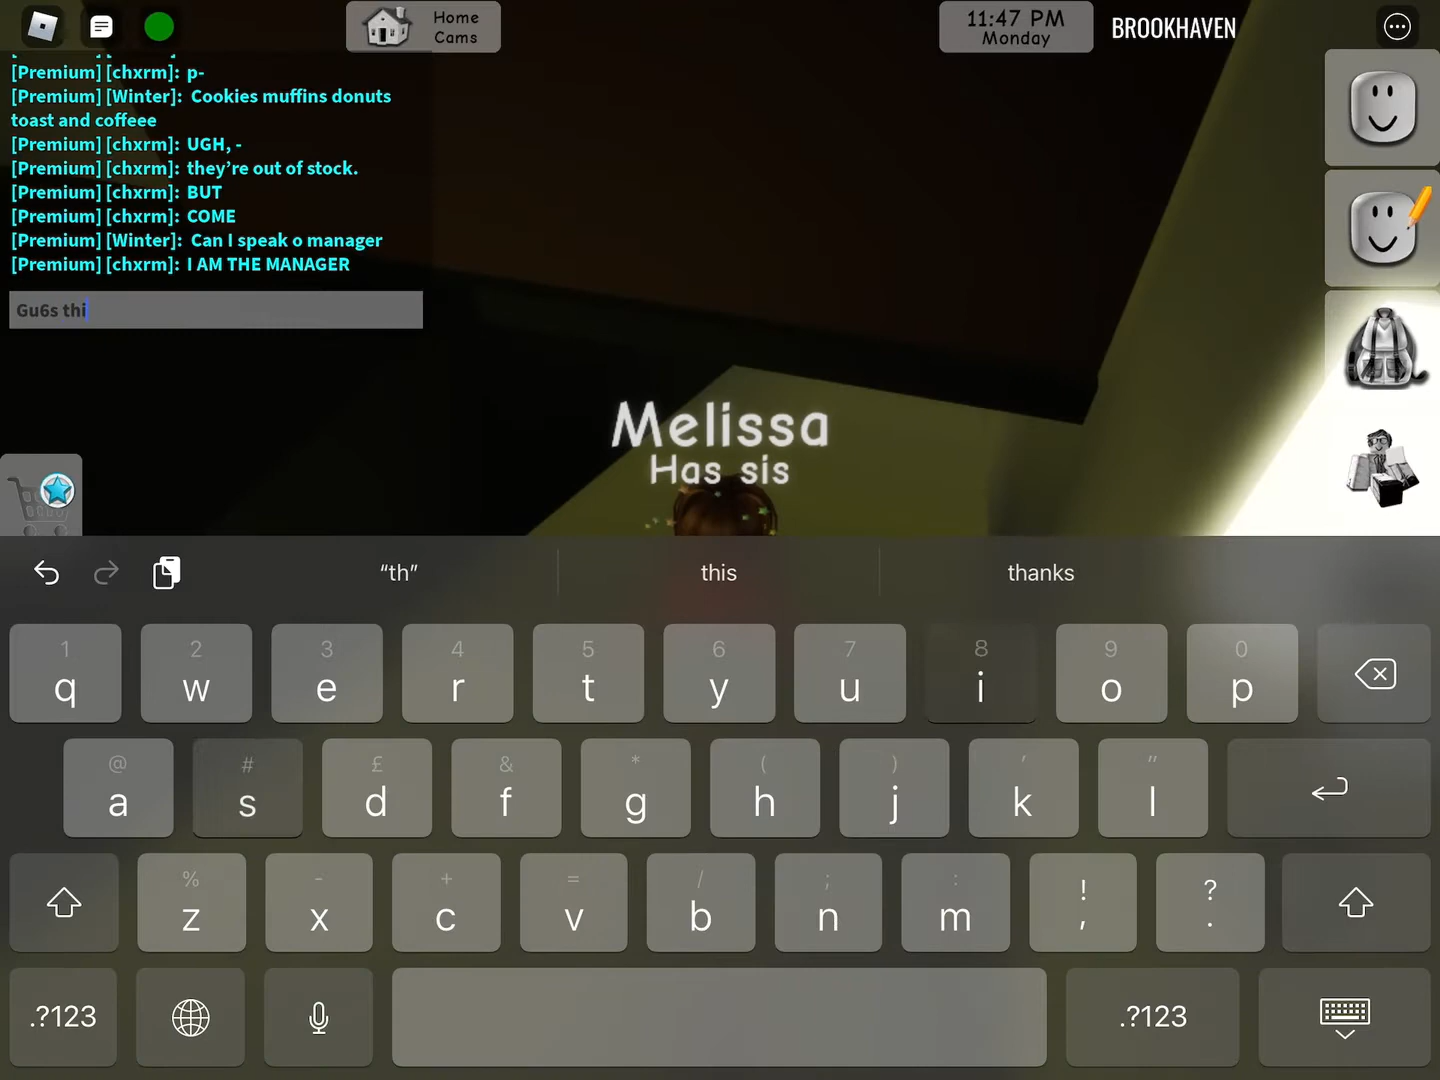 Home
Cams
11:47 PM
Monday
BROOKHAVEN
[Premium] [chxrm]: p-
[Premium] [Winter]: Cookies muffins donuts
toast and coffeee
[Premium] [chxrm]: UGH, -
[Premium] [chxrm]: they’re out of stock.
[Premium] [chxrm]: BUT
[Premium] [chxrm]: COME
[Premium] [Winter]: Can I speak o manager
[Premium] [chxrm]: I AM THE MANAGER
Gu6s thi
Melissa
Has sis
“th” this thanks
1 2 3 4 5 6 7 8 9 0
q w e r t y u i o p
@ # £ & * ( ) ' "
a s d f g h j k l
% - + = / ; : ! ?
z x c v b n m , .
.?123 .?123